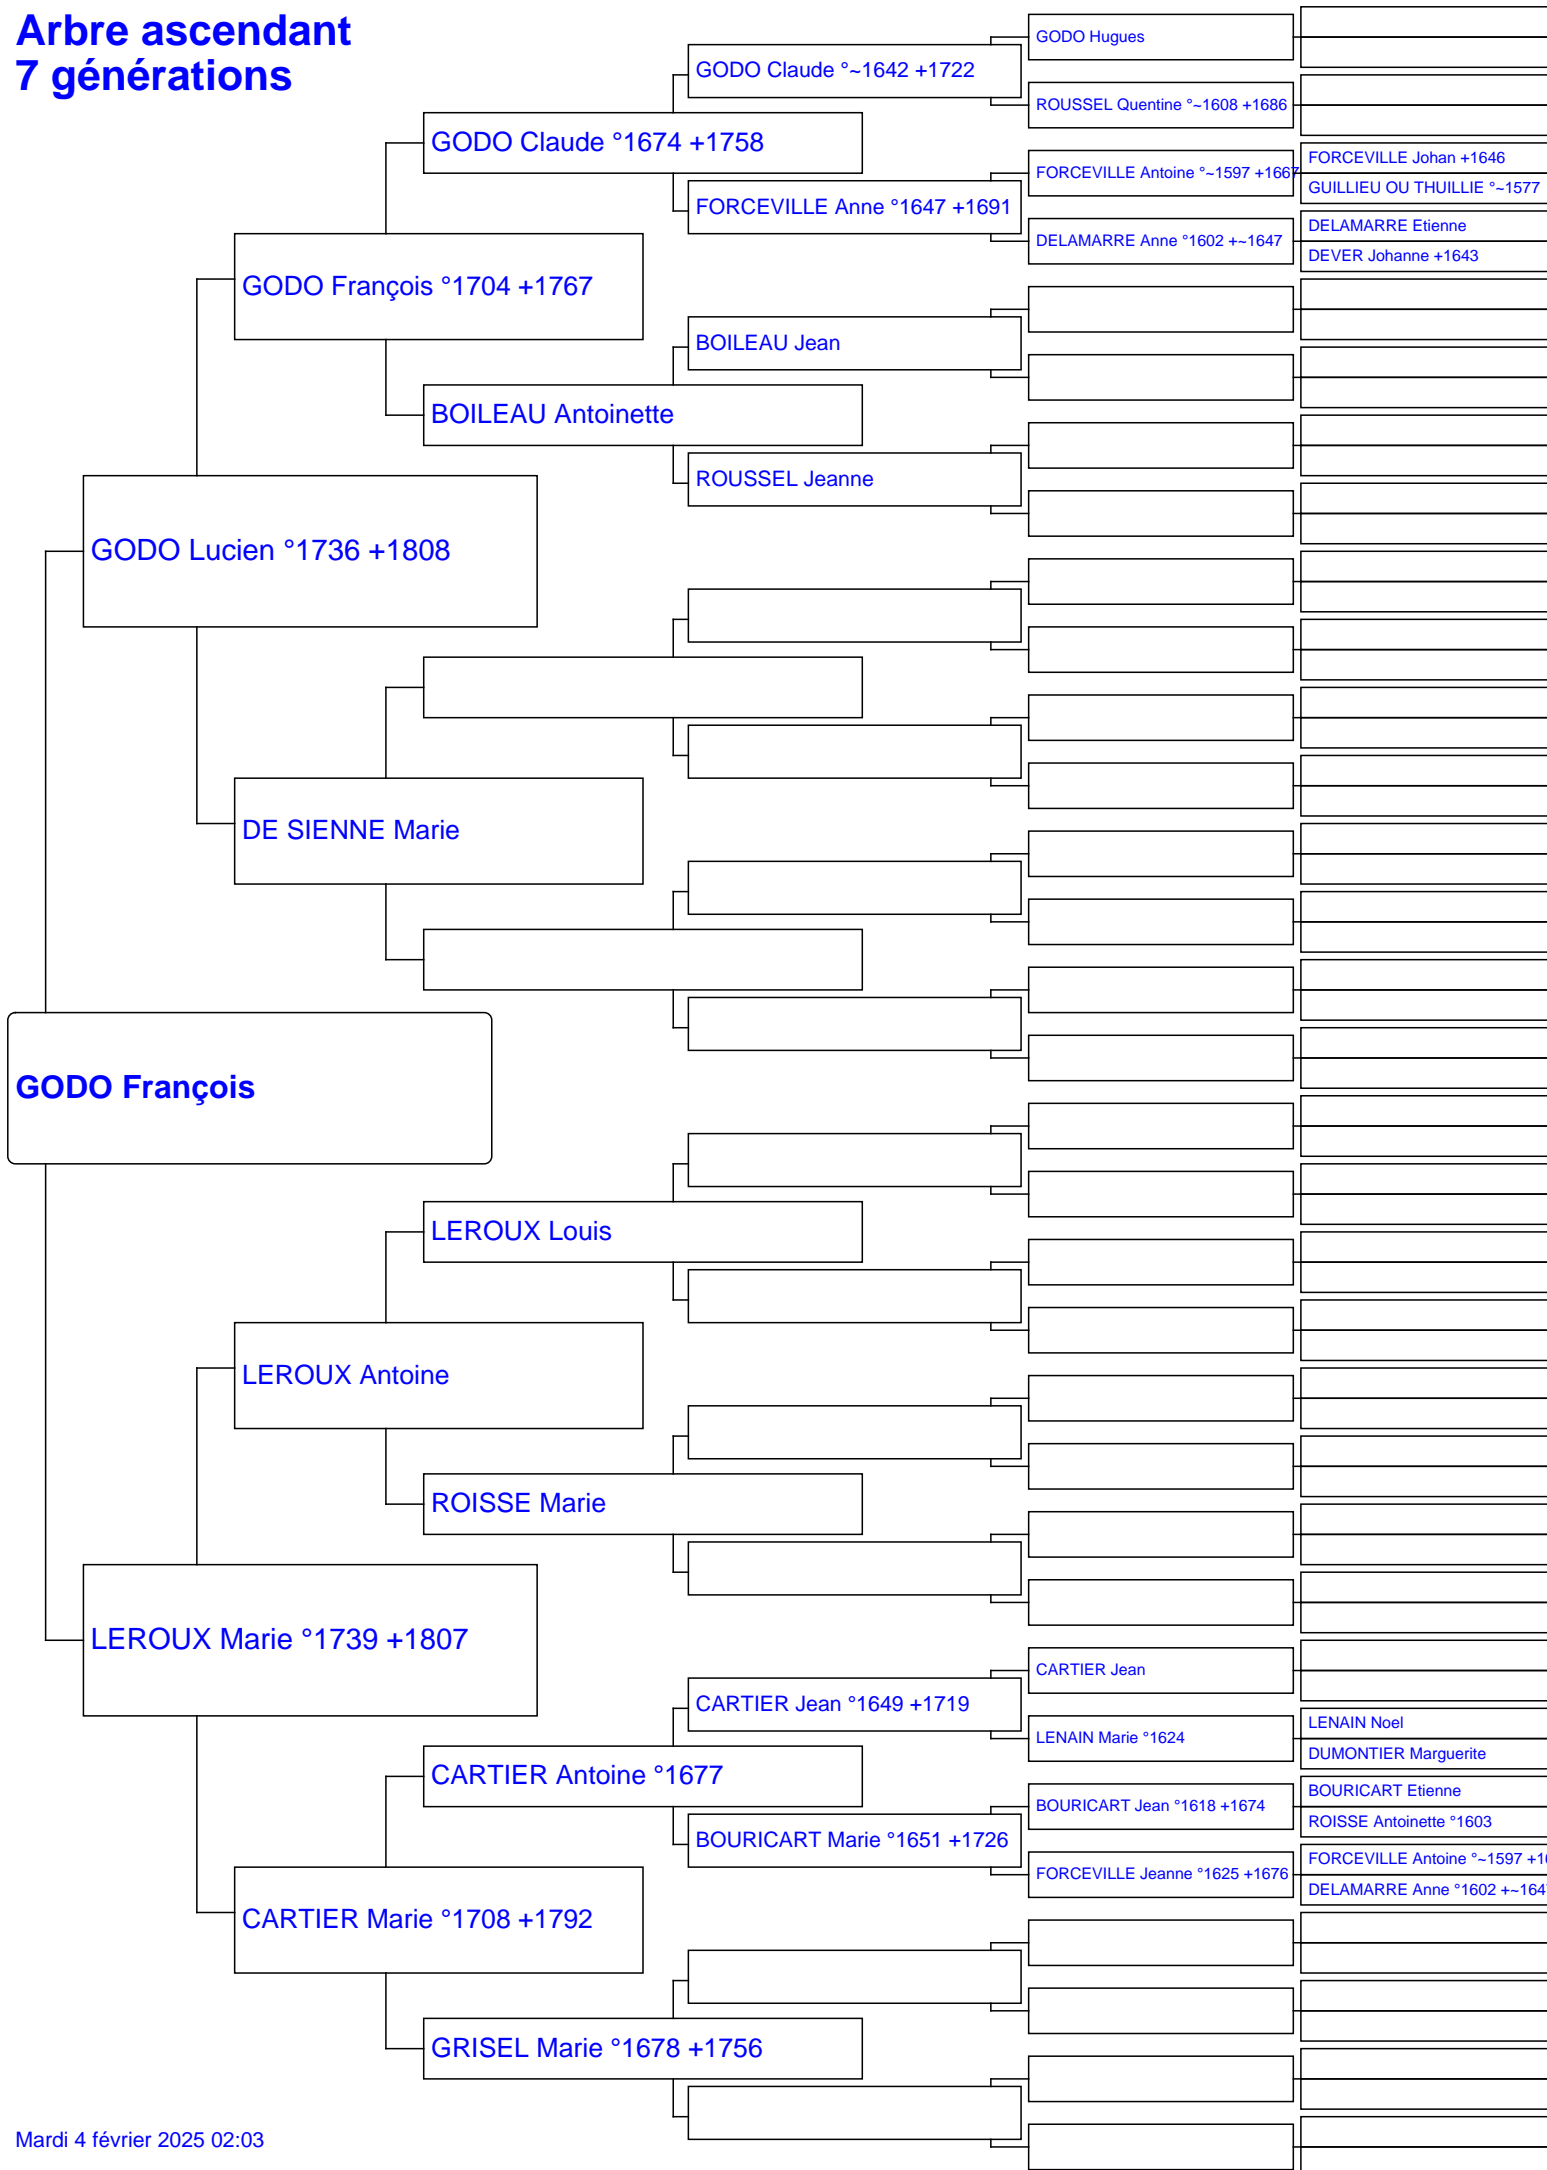 Arbre ascendant
7 générations
GODO Hugues
GODO Claude °~1642 +1722
ROUSSEL Quentine °~1608 +1686
GODO Claude °1674 +1758
FORCEVILLE Johan +1646
FORCEVILLE Antoine °~1597 +1667
GUILLIEU OU THUILLIE °~1577
FORCEVILLE Anne °1647 +1691
DELAMARRE Etienne
DELAMARRE Anne °1602 +~1647
DEVER Johanne +1643
GODO François °1704 +1767
BOILEAU Jean
BOILEAU Antoinette
ROUSSEL Jeanne
GODO Lucien °1736 +1808
DE SIENNE Marie
GODO François
LEROUX Louis
LEROUX Antoine
ROISSE Marie
LEROUX Marie °1739 +1807
CARTIER Jean
CARTIER Jean °1649 +1719
LENAIN Noel
LENAIN Marie °1624
DUMONTIER Marguerite
CARTIER Antoine °1677
BOURICART Etienne
BOURICART Jean °1618 +1674
ROISSE Antoinette °1603
BOURICART Marie °1651 +1726
FORCEVILLE Antoine °~1597 +16
FORCEVILLE Jeanne °1625 +1676
DELAMARRE Anne °1602 +~164
CARTIER Marie °1708 +1792
GRISEL Marie °1678 +1756
Mardi 4 février 2025 02:03